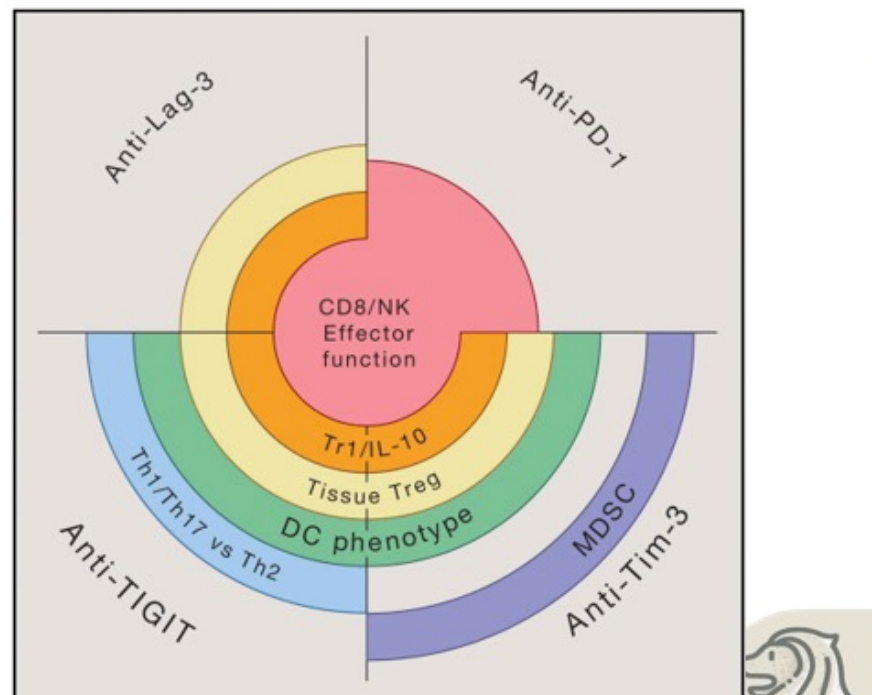 Anti-Lag-3
Anti-PD-1
CD8/NK
Effector
function
Tr1/IL-10
Tissue Treg
DC phenotype
Th1/Th17 vs Th2
MDSC
Anti-TIGIT
Anti-Tim-3